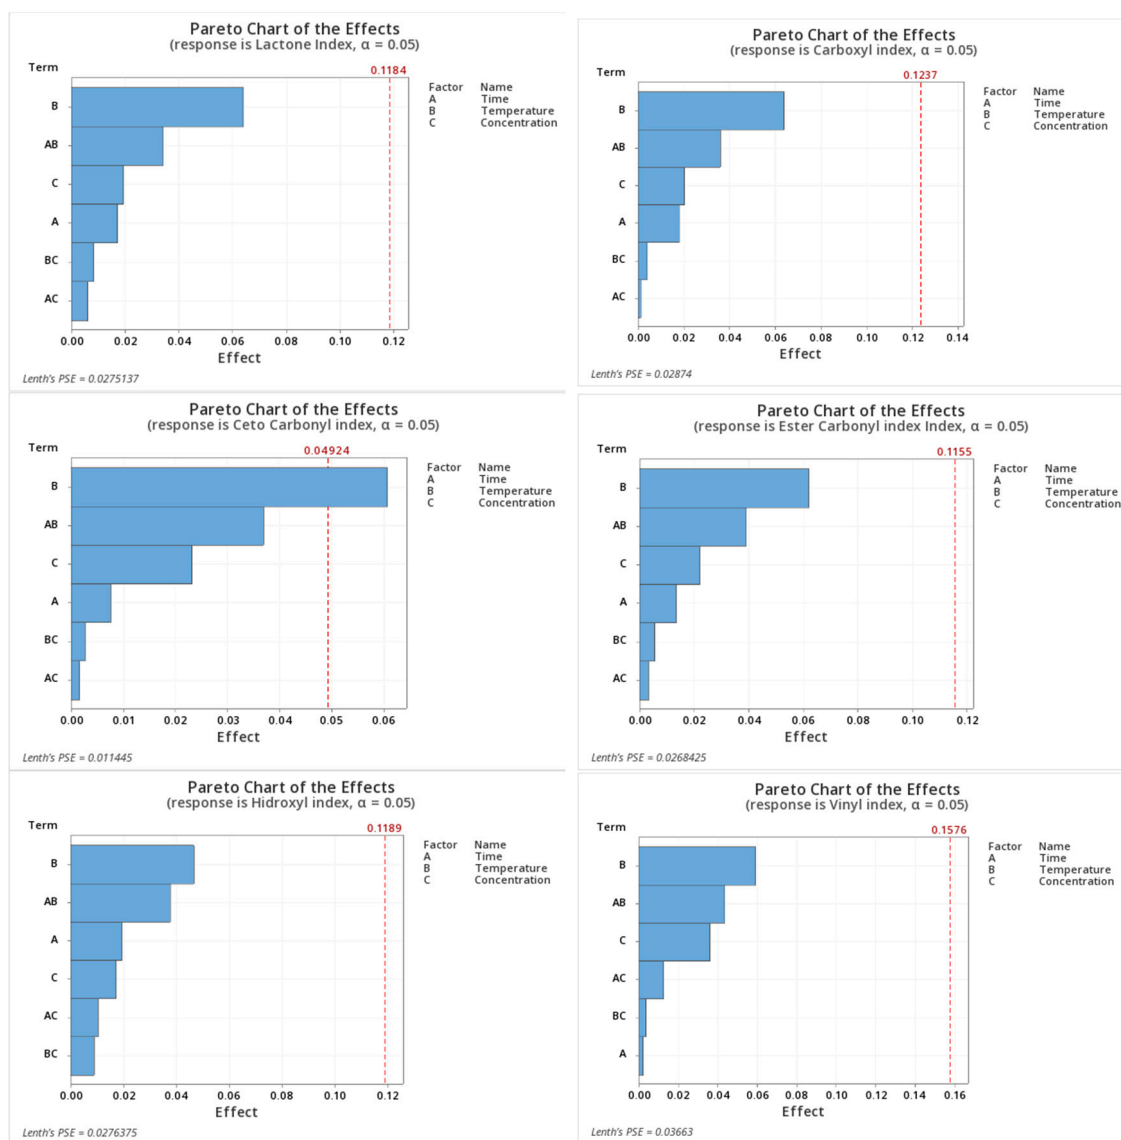 Pareto Chart of the Effects
(response is Lactone Index, α = 0.05)
Term
0.1184
Factor Name
A Time
B Temperature
C Concentration
B
AB
C
A
BC
AC
0.00 0.02 0.04 0.06 0.08 0.10 0.12
Effect
Lenth's PSE = 0.0275137
Pareto Chart of the Effects
(response is Carboxyl index, α = 0.05)
Term
0.1237
Factor Name
A Time
B Temperature
C Concentration
B
AB
C
A
BC
AC
0.00 0.02 0.04 0.06 0.08 0.10 0.12 0.14
Effect
Lenth's PSE = 0.02874
Pareto Chart of the Effects
(response is Ceto Carbonyl index, α = 0.05)
Term
0.04924
Factor Name
A Time
B Temperature
C Concentration
B
AB
C
A
BC
AC
0.00 0.01 0.02 0.03 0.04 0.05 0.06
Effect
Lenth's PSE = 0.011445
Pareto Chart of the Effects
(response is Ester Carbonyl index Index, α = 0.05)
Term
0.1155
Factor Name
A Time
B Temperature
C Concentration
B
AB
C
A
BC
AC
0.00 0.02 0.04 0.06 0.08 0.10 0.12
Effect
Lenth's PSE = 0.0268425
Pareto Chart of the Effects
(response is Hidroxyl index, α = 0.05)
Term
0.1189
Factor Name
A Time
B Temperature
C Concentration
B
AB
A
C
AC
BC
0.00 0.02 0.04 0.06 0.08 0.10 0.12
Effect
Lenth's PSE = 0.0276375
Pareto Chart of the Effects
(response is Vinyl index, α = 0.05)
Term
0.1576
Factor Name
A Time
B Temperature
C Concentration
B
AB
C
AC
BC
A
0.00 0.02 0.04 0.06 0.08 0.10 0.12 0.14 0.16
Effect
Lenth's PSE = 0.03663